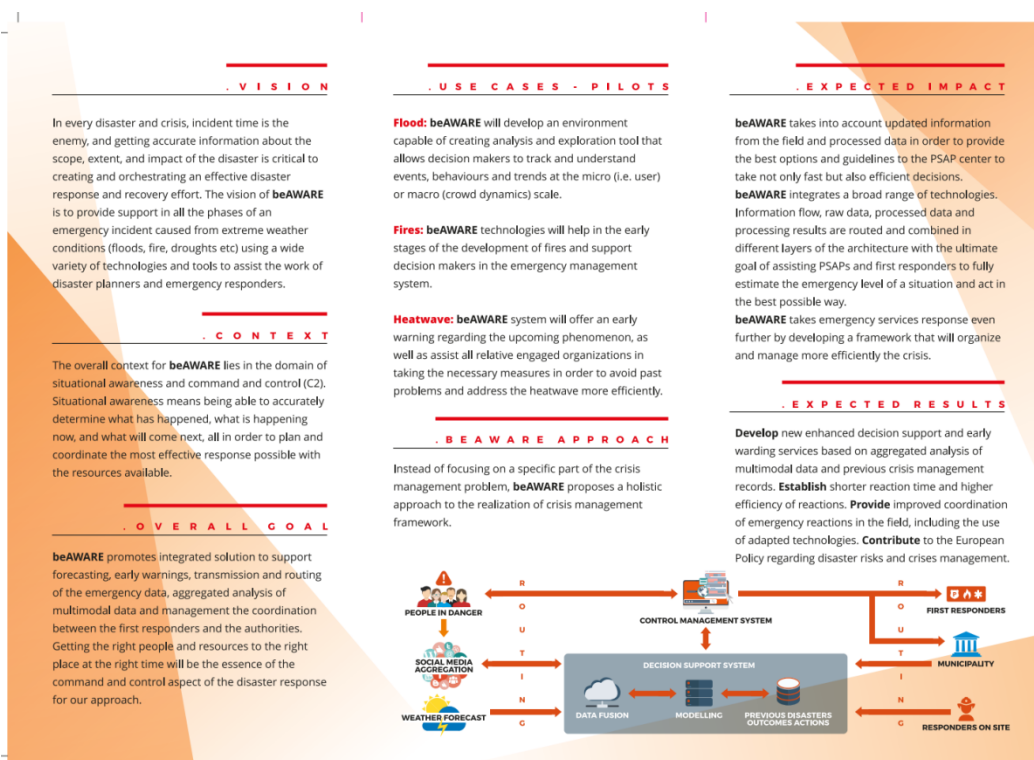 .VISION
In every disaster and crisis, incident time is the
enemy, and getting accurate information about the
scope, extent, and impact of the disaster is critical to
creating and orchestrating an effective disaster
response and recovery effort. The vision of beAWARE
is to provide support in all the phases of an
emergency incident caused from extreme weather
conditions (floods, fire, droughts etc) using a wide
variety of technologies and tools to assist the work of
disaster planners and emergency responders.
.CONTEXT
The overall context for beAWARE lies in the domain of
situational awareness and command and control (C2).
Situational awareness means being able to accurately
determine what has happened, what is happening
now, and what will come next, all in order to plan and
coordinate the most effective response possible with
the resources available.
.OVERALL GOAL
beAWARE promotes integrated solution to support
forecasting, early warnings, transmission and routing
of the emergency data, aggregated analysis of
multimodal data and management the coordination
between the first responders and the authorities.
Getting the right people and resources to the right
place at the right time will be the essence of the
command and control aspect of the disaster response
for our approach.
.USE CASES - PILOTS
Flood: beAWARE will develop an environment
capable of creating analysis and exploration tool that
allows decision makers to track and understand
events, behaviours and trends at the micro (i.e. user)
or macro (crowd dynamics) scale.
Fires: beAWARE technologies will help in the early
stages of the development of fires and support
decision makers in the emergency management
system.
Heatwave: beAWARE system will offer an early
warning regarding the upcoming phenomenon, as
well as assist all relative engaged organizations in
taking the necessary measures in order to avoid past
problems and address the heatwave more efficiently.
.BEAWARE APPROACH
Instead of focusing on a specific part of the crisis
management problem, beAWARE proposes a holistic
approach to the realization of crisis management
framework.
.EXPECTED IMPACT
beAWARE takes into account updated information
from the field and processed data in order to provide
the best options and guidelines to the PSAP center to
take not only fast but also efficient decisions.
beAWARE integrates a broad range of technologies.
Information flow, raw data, processed data and
processing results are routed and combined in
different layers of the architecture with the ultimate
goal of assisting PSAPs and first responders to fully
estimate the emergency level of a situation and act in
the best possible way.
beAWARE takes emergency services response even
further by developing a framework that will organize
and manage more efficiently the crisis.
.EXPECTED RESULTS
Develop new enhanced decision support and early
warding services based on aggregated analysis of
multimodal data and previous crisis management
records. Establish shorter reaction time and higher
efficiency of reactions. Provide improved coordination
of emergency reactions in the field, including the use
of adapted technologies. Contribute to the European
Policy regarding disaster risks and crises management.
PEOPLE IN DANGER
SOCIAL MEDIA
AGGREGATION
WEATHER FORECAST
ROUTING
CONTROL MANAGEMENT SYSTEM
DECISION SUPPORT SYSTEM
DATA FUSION
MODELLING
PREVIOUS DISASTERS
OUTCOMES ACTIONS
ROUTING
FIRST RESPONDERS
MUNICIPALITY
RESPONDERS ON SITE